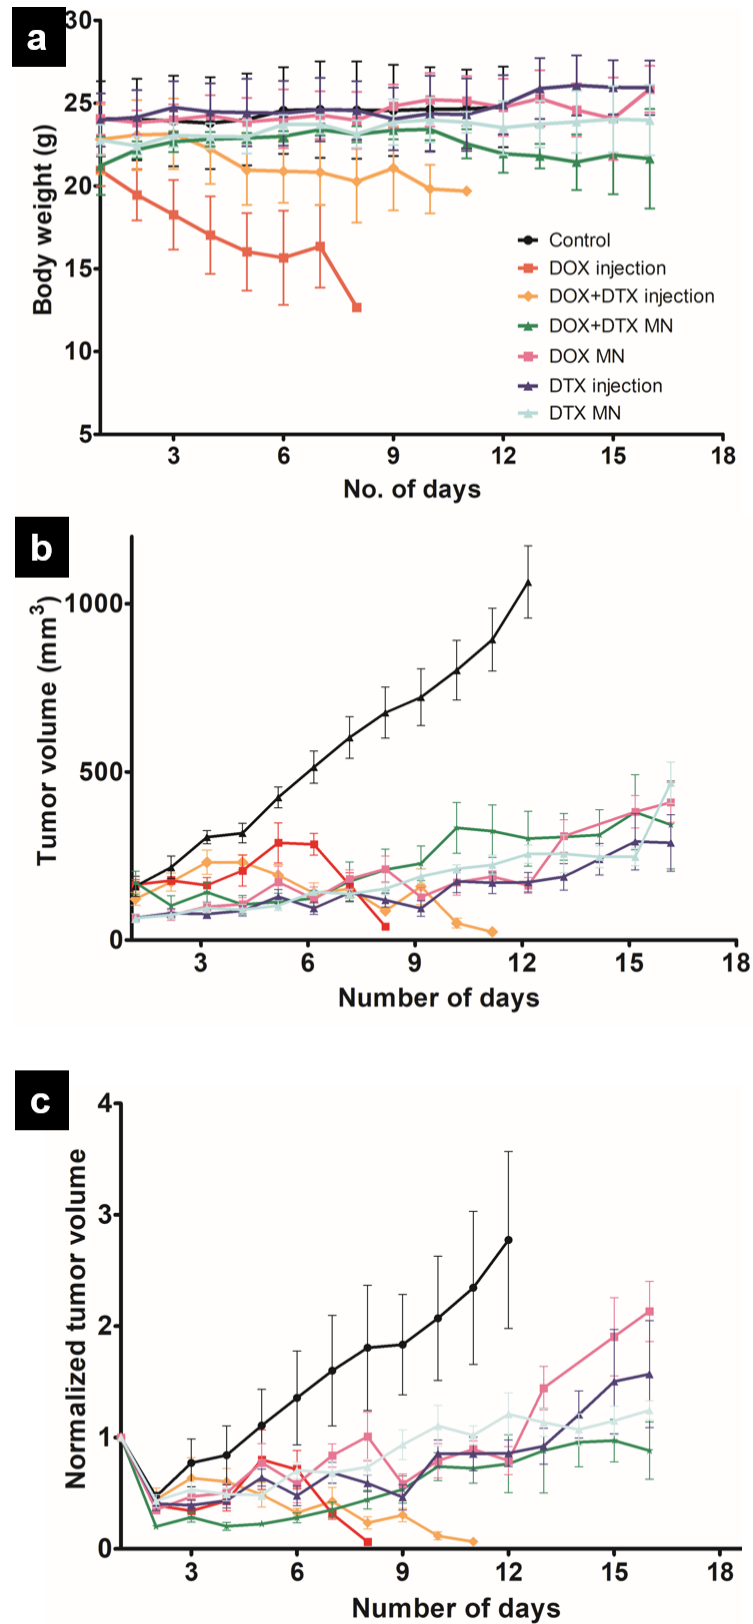 a
30
25
20
15
10
5
Body weight (g)
Control
DOX injection
DOX+DTX injection
DOX+DTX MN
DOX MN
DTX injection
DTX MN
3 6 9 12 15 18
No. of days
b
1000
500
0
Tumor volume (mm³)
3 6 9 12 15 18
Number of days
c
4
3
2
1
0
Normalized tumor volume
3 6 9 12 15 18
Number of days